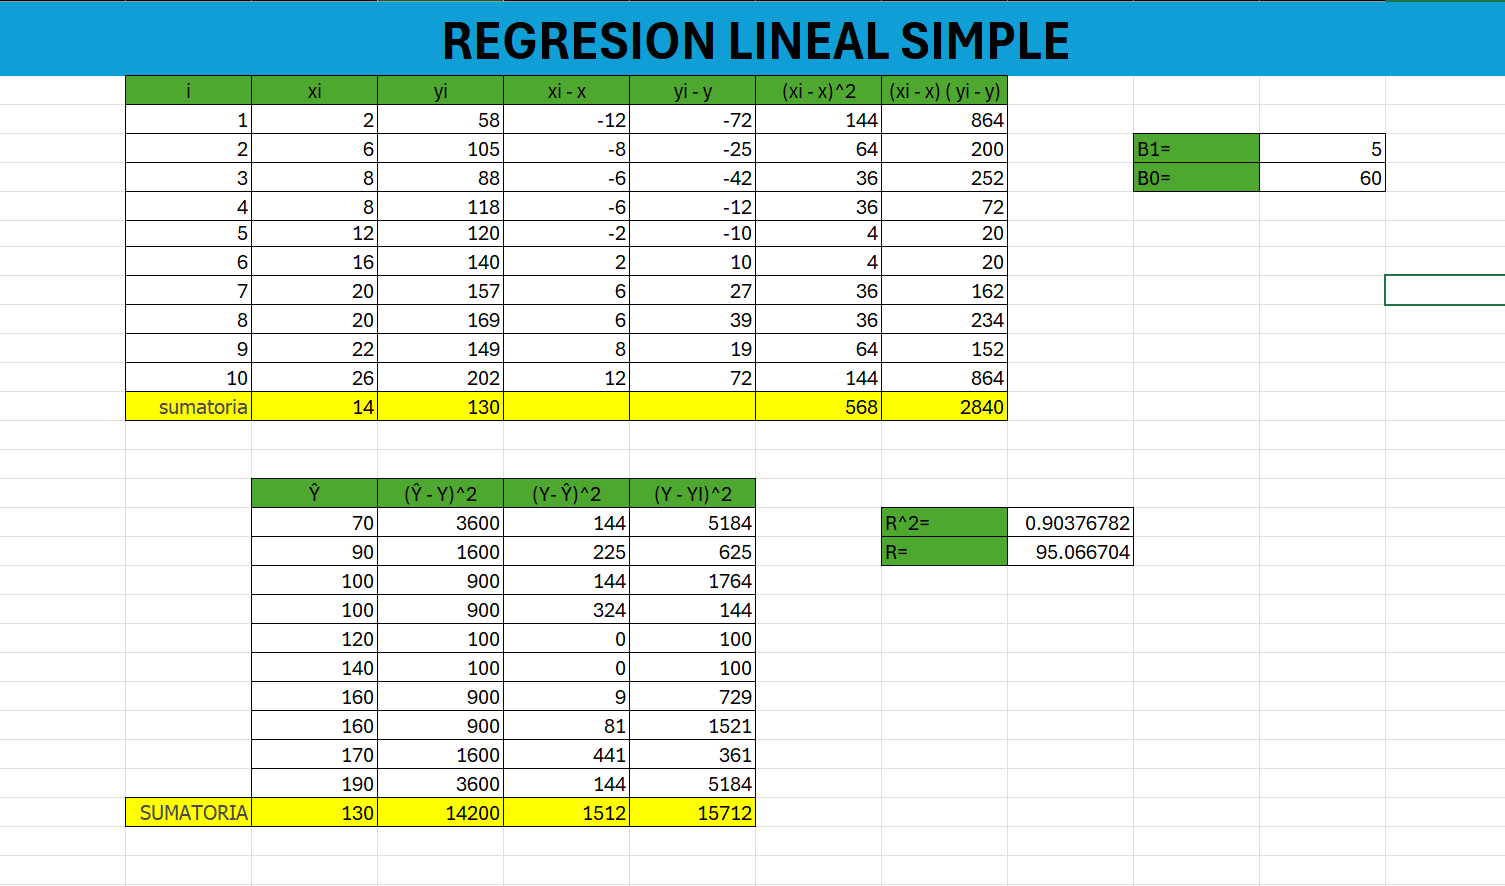 REGRESION LINEAL SIMPLE
i xi yi xi - x yi - y (xi - x)^2 (xi - x) ( yi - y)
1 2 58 -12 -72 144 864
2 6 105 -8 -25 64 200 B1= 5
3 8 88 -6 -42 36 252 B0= 60
4 8 118 -6 -12 36 72
5 12 120 -2 -10 4 20
6 16 140 2 10 4 20
7 20 157 6 27 36 162
8 20 169 6 39 36 234
9 22 149 8 19 64 152
10 26 202 12 72 144 864
sumatoria 14 130 568 2840
Ŷ (Ŷ - Y)^2 (Y- Ŷ)^2 (Y - YI)^2
70 3600 144 5184 R^2= 0.90376782
90 1600 225 625 R= 95.066704
100 900 144 1764
100 900 324 144
120 100 0 100
140 100 0 100
160 900 9 729
160 900 81 1521
170 1600 441 361
190 3600 144 5184
SUMATORIA 130 14200 1512 15712